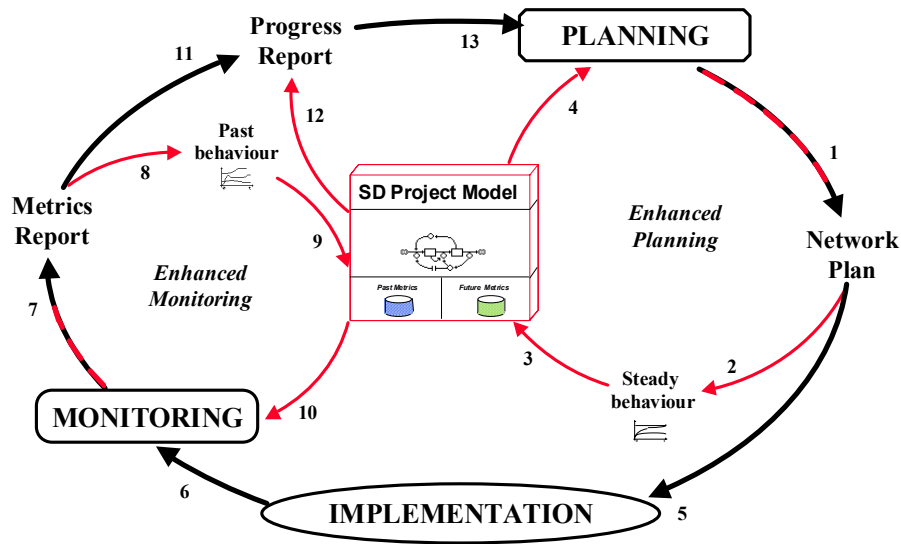 Progress
Report
13
PLANNING
11
12
4
Past
behaviour
8
1
SD Project Model
Metrics
Report
9
Enhanced
Planning
Network
Plan
Enhanced
Monitoring
Past Metrics
Future Metrics
7
3
2
Steady
behaviour
MONITORING
10
6
IMPLEMENTATION
5